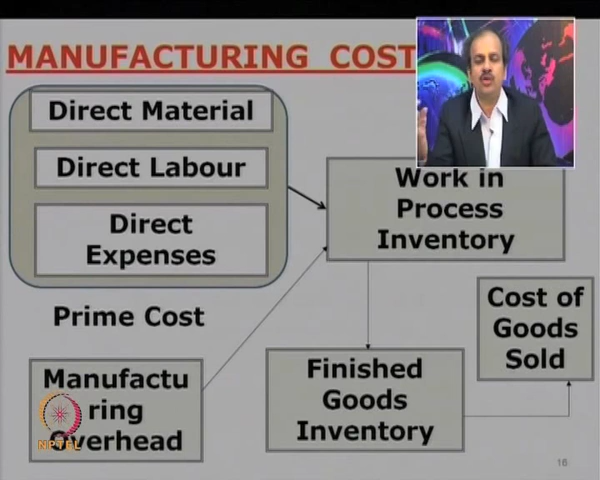 MANUFACTURING COST
Direct Material
Direct Labour
Direct
Expenses
Prime Cost
Manufactu
ring
Overhead
Work in
Process
Inventory
Finished
Goods
Inventory
Cost of
Goods
Sold
NPTEL
16